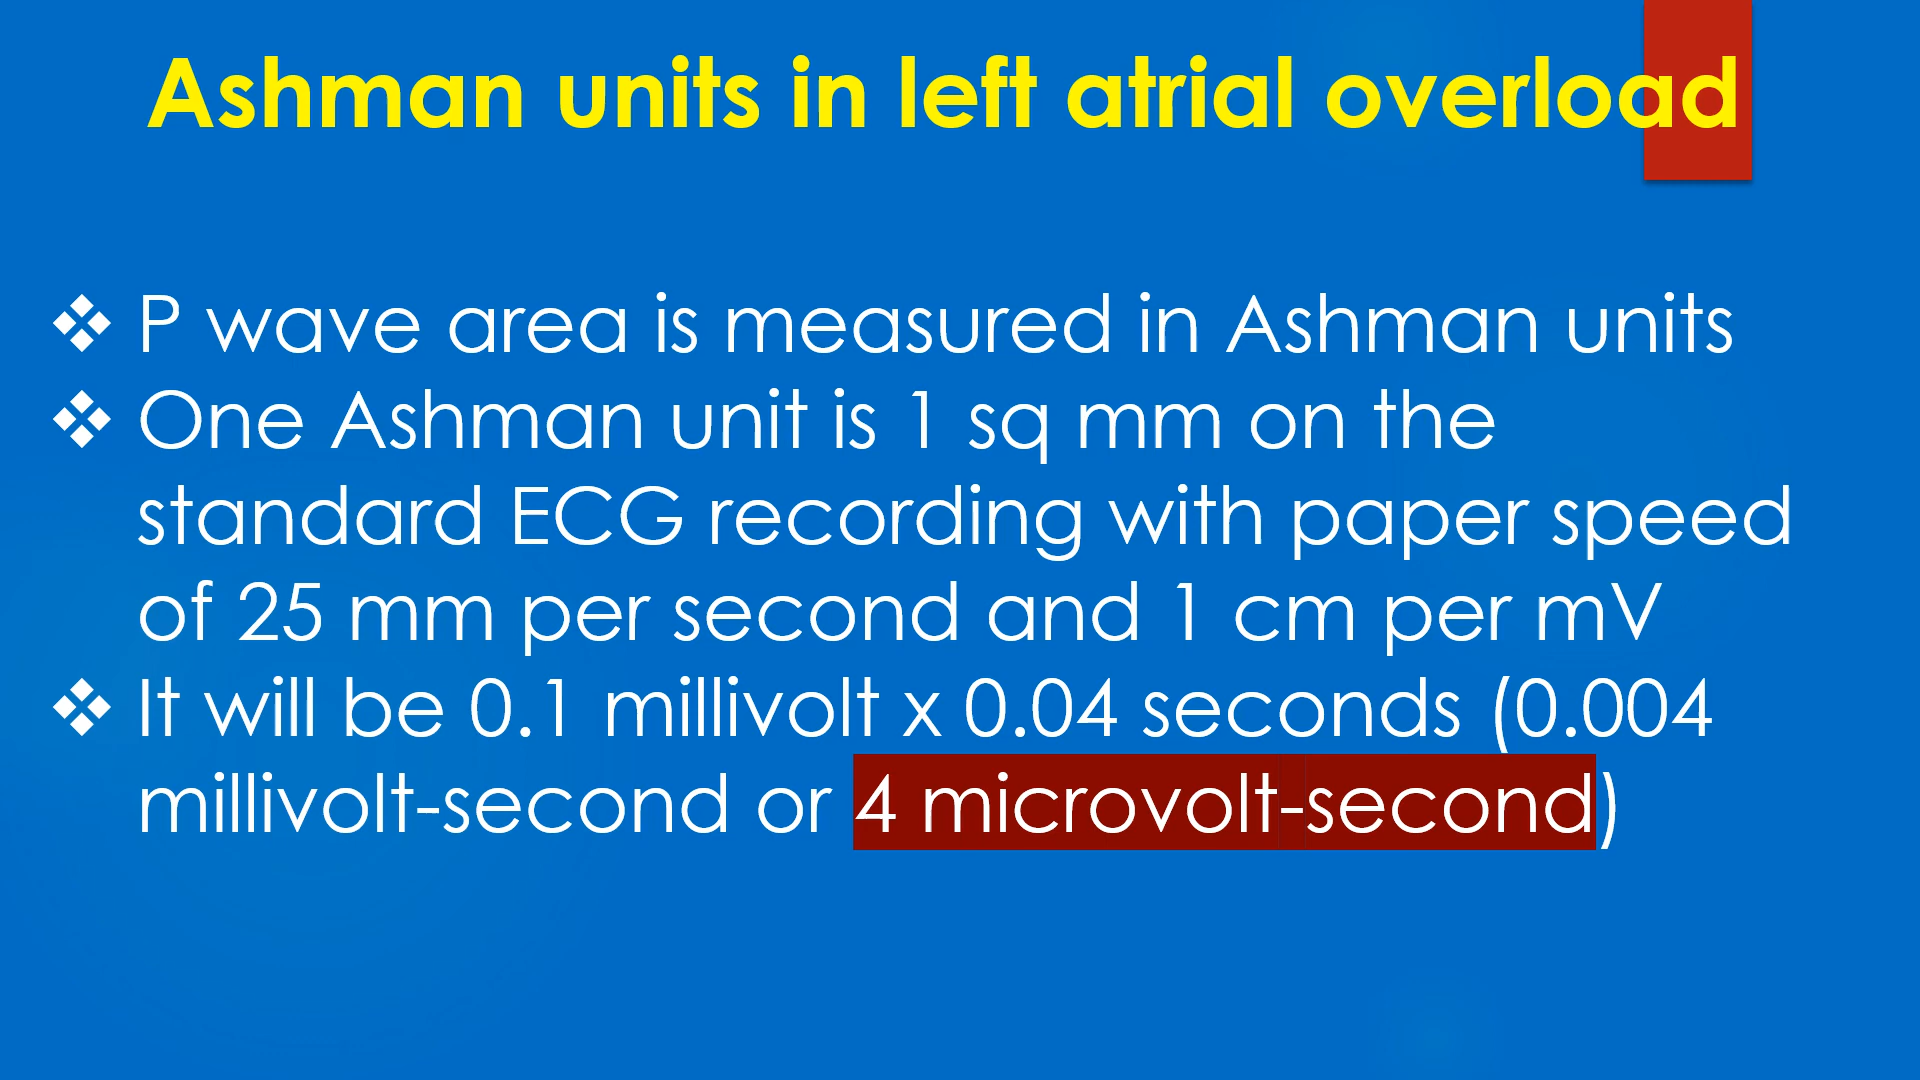 Ashman units in left atrial overload
❖ P wave area is measured in Ashman units
❖ One Ashman unit is 1 sq mm on the
standard ECG recording with paper speed
of 25 mm per second and 1 cm per mV
❖ It will be 0.1 millivolt x 0.04 seconds (0.004
millivolt-second or 4 microvolt-second)